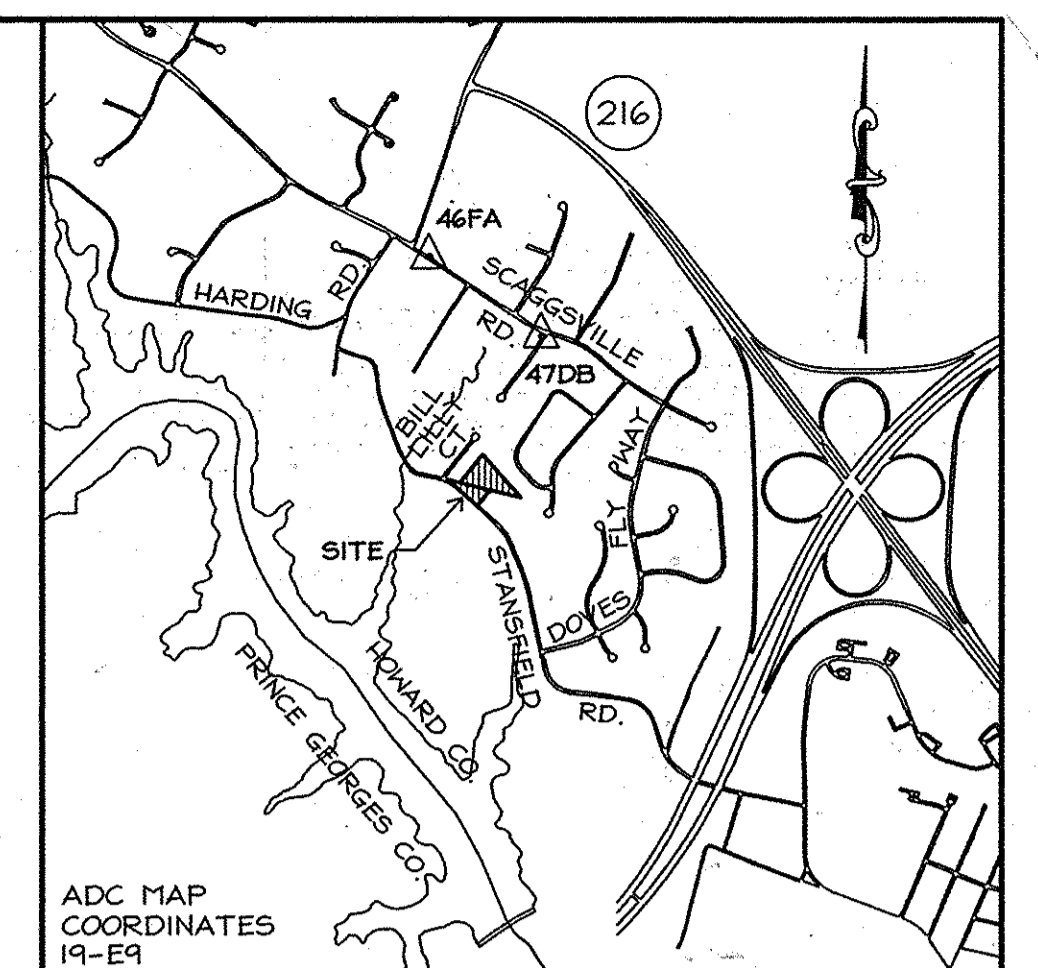 216
46FA
SCAGGSVILLE
RD.
HARDING
RD.
47DB
BILL
LILLY
CT.
FLY
PWAY
SITE
STANSFIELD
DOVES
RD.
HOWARD CO.
PRINCE GEORGES CO.
ADC MAP
COORDINATES
19-E9